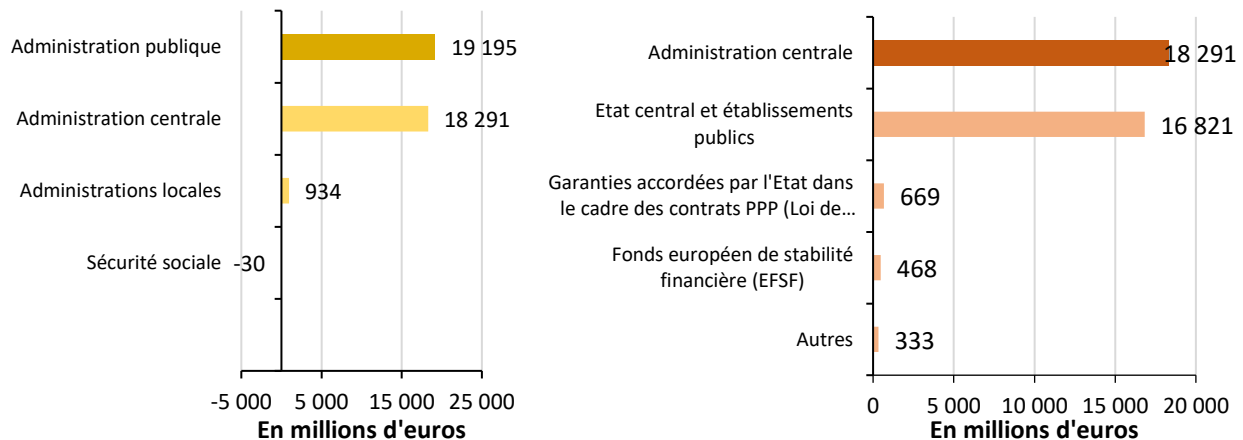 Administration publique
19 195
Administration centrale
18 291
Administrations locales
934
Sécurité sociale
-30
-5 000
5 000
15 000
25 000
En millions d'euros
Administration centrale
18 291
Etat central et établissements
publics
16 821
Garanties accordées par l'Etat dans
le cadre des contrats PPP (Loi de...
669
Fonds européen de stabilité
financière (EFSF)
468
Autres
333
0
5 000
10 000
15 000
20 000
En millions d'euros